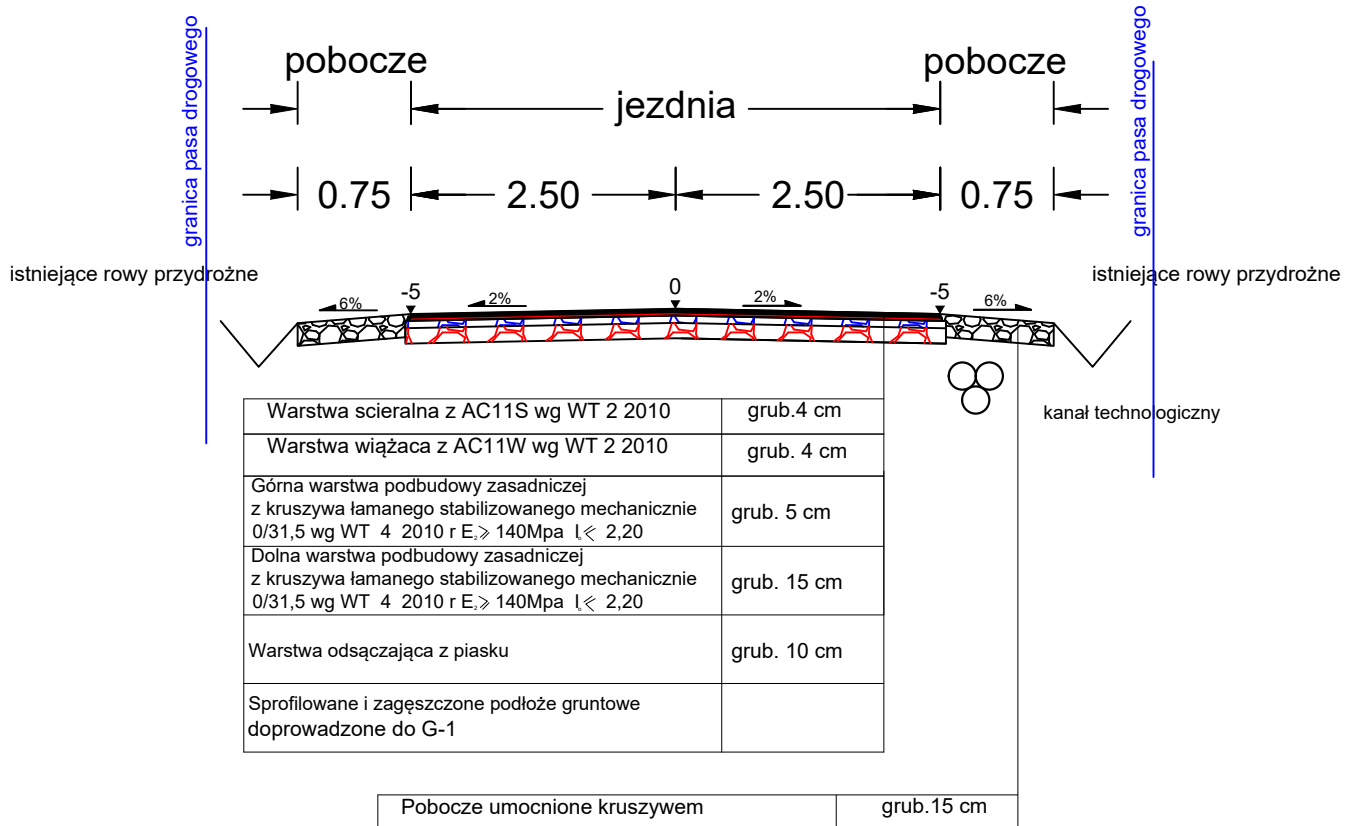 granica pasa drogowego
granica pasa drogowego
pobocze
pobocze
jezdnia
0.75
2.50
2.50
0.75
istniejące rowy przydrożne
istniejące rowy przydrożne
6%
-5
2%
0
2%
-5
6%
kanał technologiczny
Warstwa scieralna z AC11S wg WT 2 2010
grub.4 cm
Warstwa wiążaca z AC11W wg WT 2 2010
grub. 4 cm
Górna warstwa podbudowy zasadniczej
z kruszywa łamanego stabilizowanego mechanicznie
0/31,5 wg WT 4 2010 r E₂⩾ 140Mpa I ⩽ 2,20
grub. 5 cm
Dolna warstwa podbudowy zasadniczej
z kruszywa łamanego stabilizowanego mechanicznie
0/31,5 wg WT 4 2010 r E₂⩾ 140Mpa I ⩽ 2,20
grub. 15 cm
Warstwa odsączająca z piasku
grub. 10 cm
Sprofilowane i zagęszczone podłoże gruntowe
doprowadzone do G-1
Pobocze umocnione kruszywem
grub.15 cm